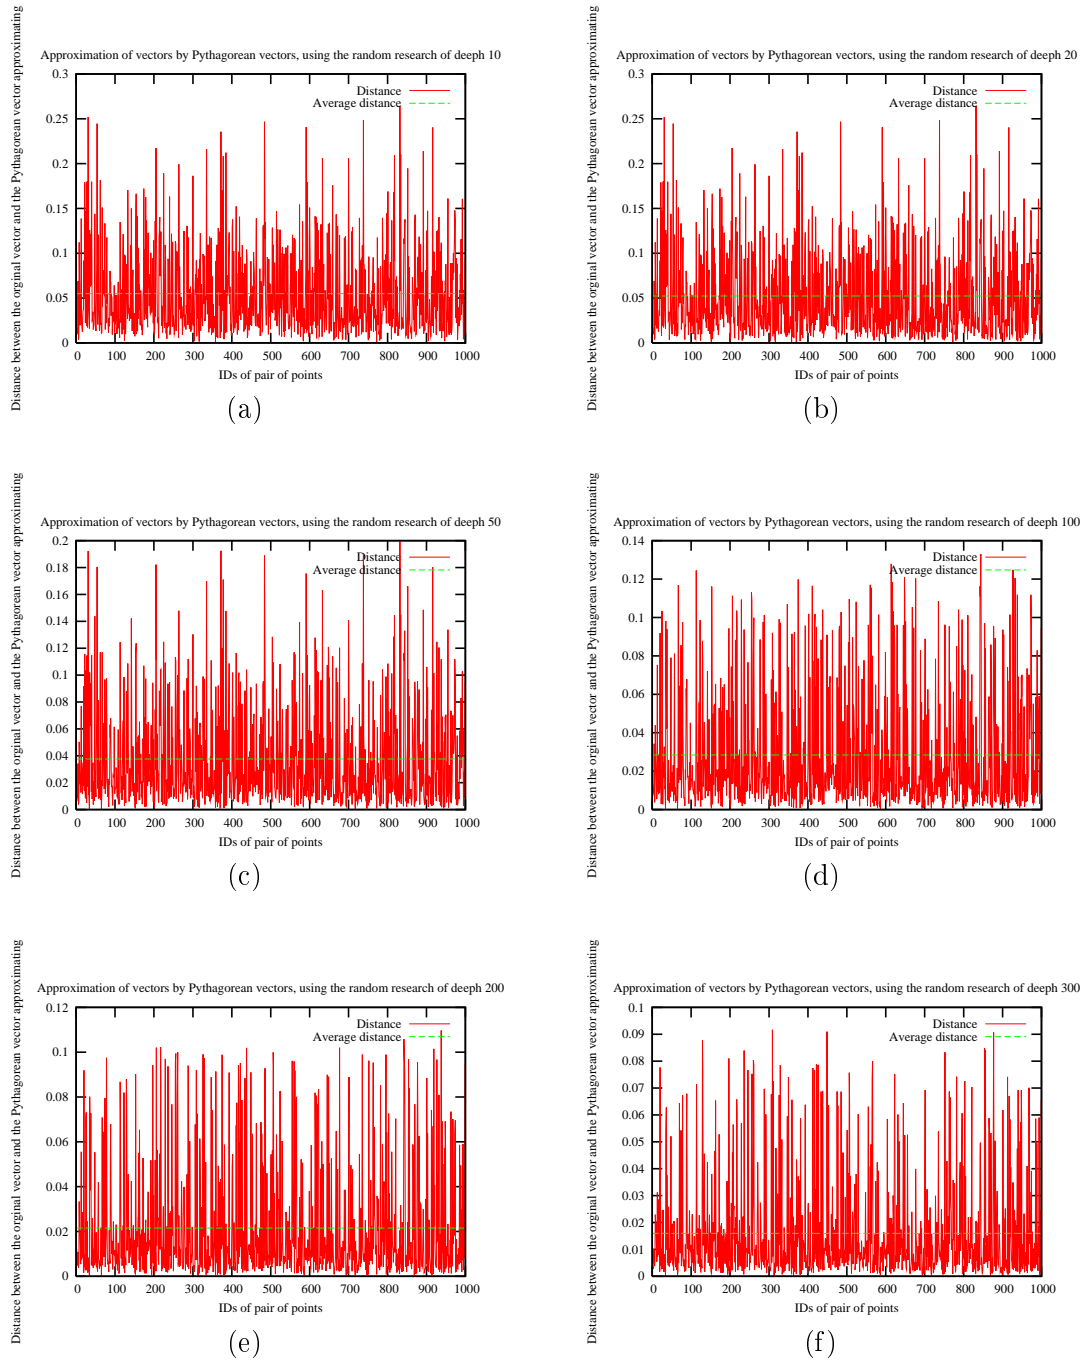 Approximation of vectors by Pythagorean vectors, using the random research of deeph 10
Distance between the orginal vector and the Pythagorean vector approximating
0.3
0.25
0.2
0.15
0.1
0.05
0
Distance
Average distance
0 100 200 300 400 500 600 700 800 900 1000
IDs of pair of points
(a)
Approximation of vectors by Pythagorean vectors, using the random research of deeph 20
Distance between the orginal vector and the Pythagorean vector approximating
0.3
0.25
0.2
0.15
0.1
0.05
0
Distance
Average distance
0 100 200 300 400 500 600 700 800 900 1000
IDs of pair of points
(b)
Approximation of vectors by Pythagorean vectors, using the random research of deeph 50
Distance between the orginal vector and the Pythagorean vector approximating
0.2
0.18
0.16
0.14
0.12
0.1
0.08
0.06
0.04
0.02
0
Distance
Average distance
0 100 200 300 400 500 600 700 800 900 1000
IDs of pair of points
(c)
Approximation of vectors by Pythagorean vectors, using the random research of deeph 100
Distance between the orginal vector and the Pythagorean vector approximating
0.14
0.12
0.1
0.08
0.06
0.04
0.02
0
Distance
Average distance
0 100 200 300 400 500 600 700 800 900 1000
IDs of pair of points
(d)
Approximation of vectors by Pythagorean vectors, using the random research of deeph 200
Distance between the orginal vector and the Pythagorean vector approximating
0.12
0.1
0.08
0.06
0.04
0.02
0
Distance
Average distance
0 100 200 300 400 500 600 700 800 900 1000
IDs of pair of points
(e)
Approximation of vectors by Pythagorean vectors, using the random research of deeph 300
Distance between the orginal vector and the Pythagorean vector approximating
0.1
0.09
0.08
0.07
0.06
0.05
0.04
0.03
0.02
0.01
0
Distance
Average distance
0 100 200 300 400 500 600 700 800 900 1000
IDs of pair of points
(f)